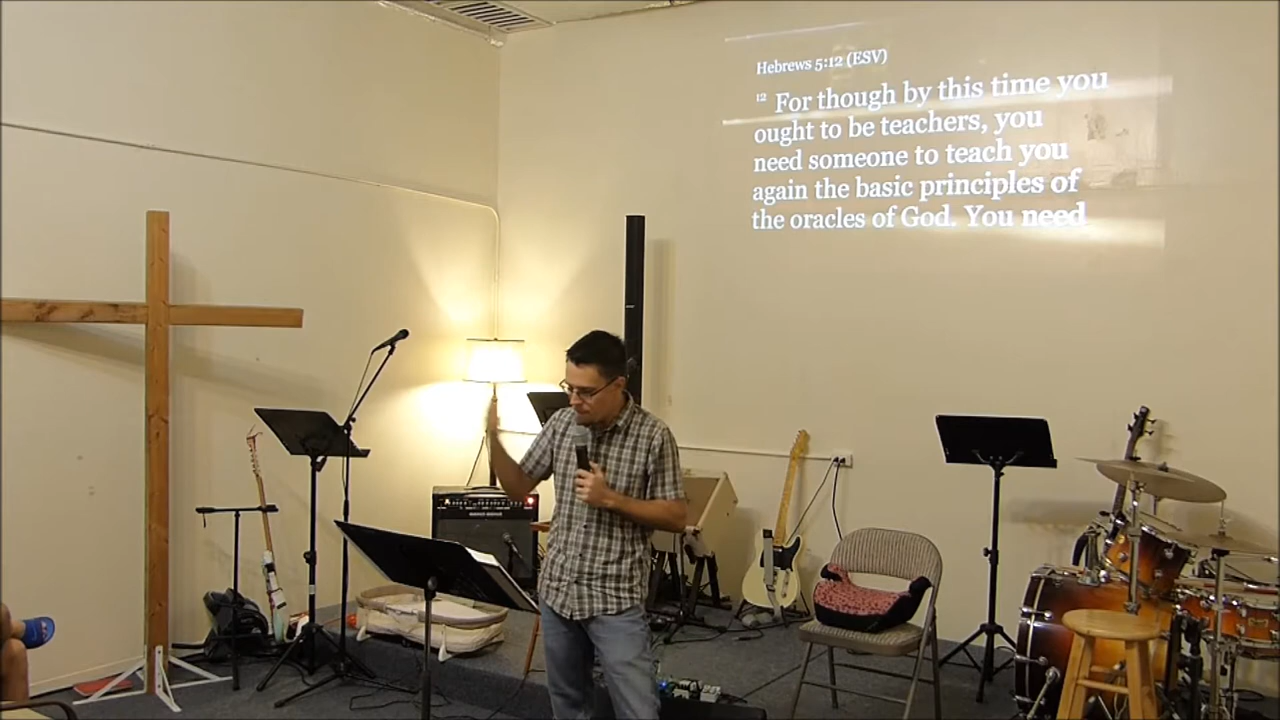 Hebrews 5:12 (ESV)
12 For though by this time you
ought to be teachers, you
need someone to teach you
again the basic principles of
the oracles of God. You need